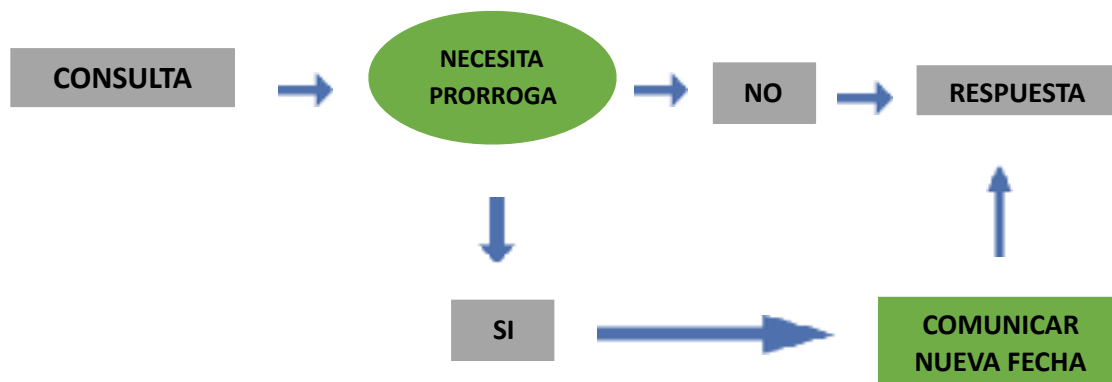 CONSULTA
NECESITA
PRORROGA
NO
RESPUESTA
SI
COMUNICAR
NUEVA FECHA